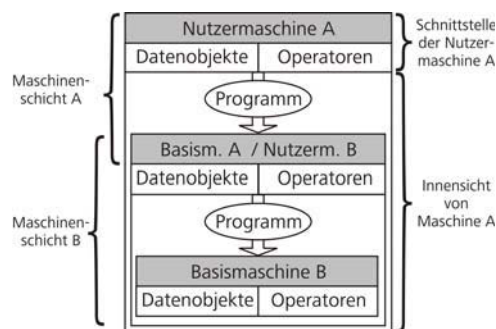 Nutzermaschine A
Datenobjekte Operatoren
Schnittstelle
der Nutzer-
maschine A
Maschinen-
schicht A
Programm
Basism. A / Nutzerm. B
Datenobjekte Operatoren
Innensicht
von
Maschine A
Maschinen-
schicht B
Programm
Basismaschine B
Datenobjekte Operatoren